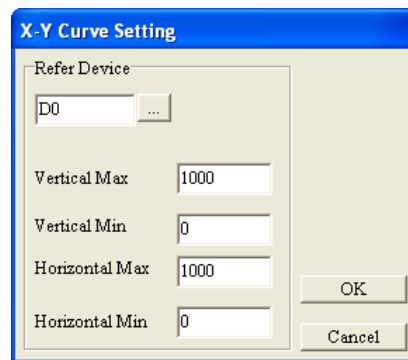 X-Y Curve Setting
Refer Device
D0 ...
Vertical Max 1000
Vertical Min 0
Horizontal Max 1000
Horizontal Min 0
OK
Cancel